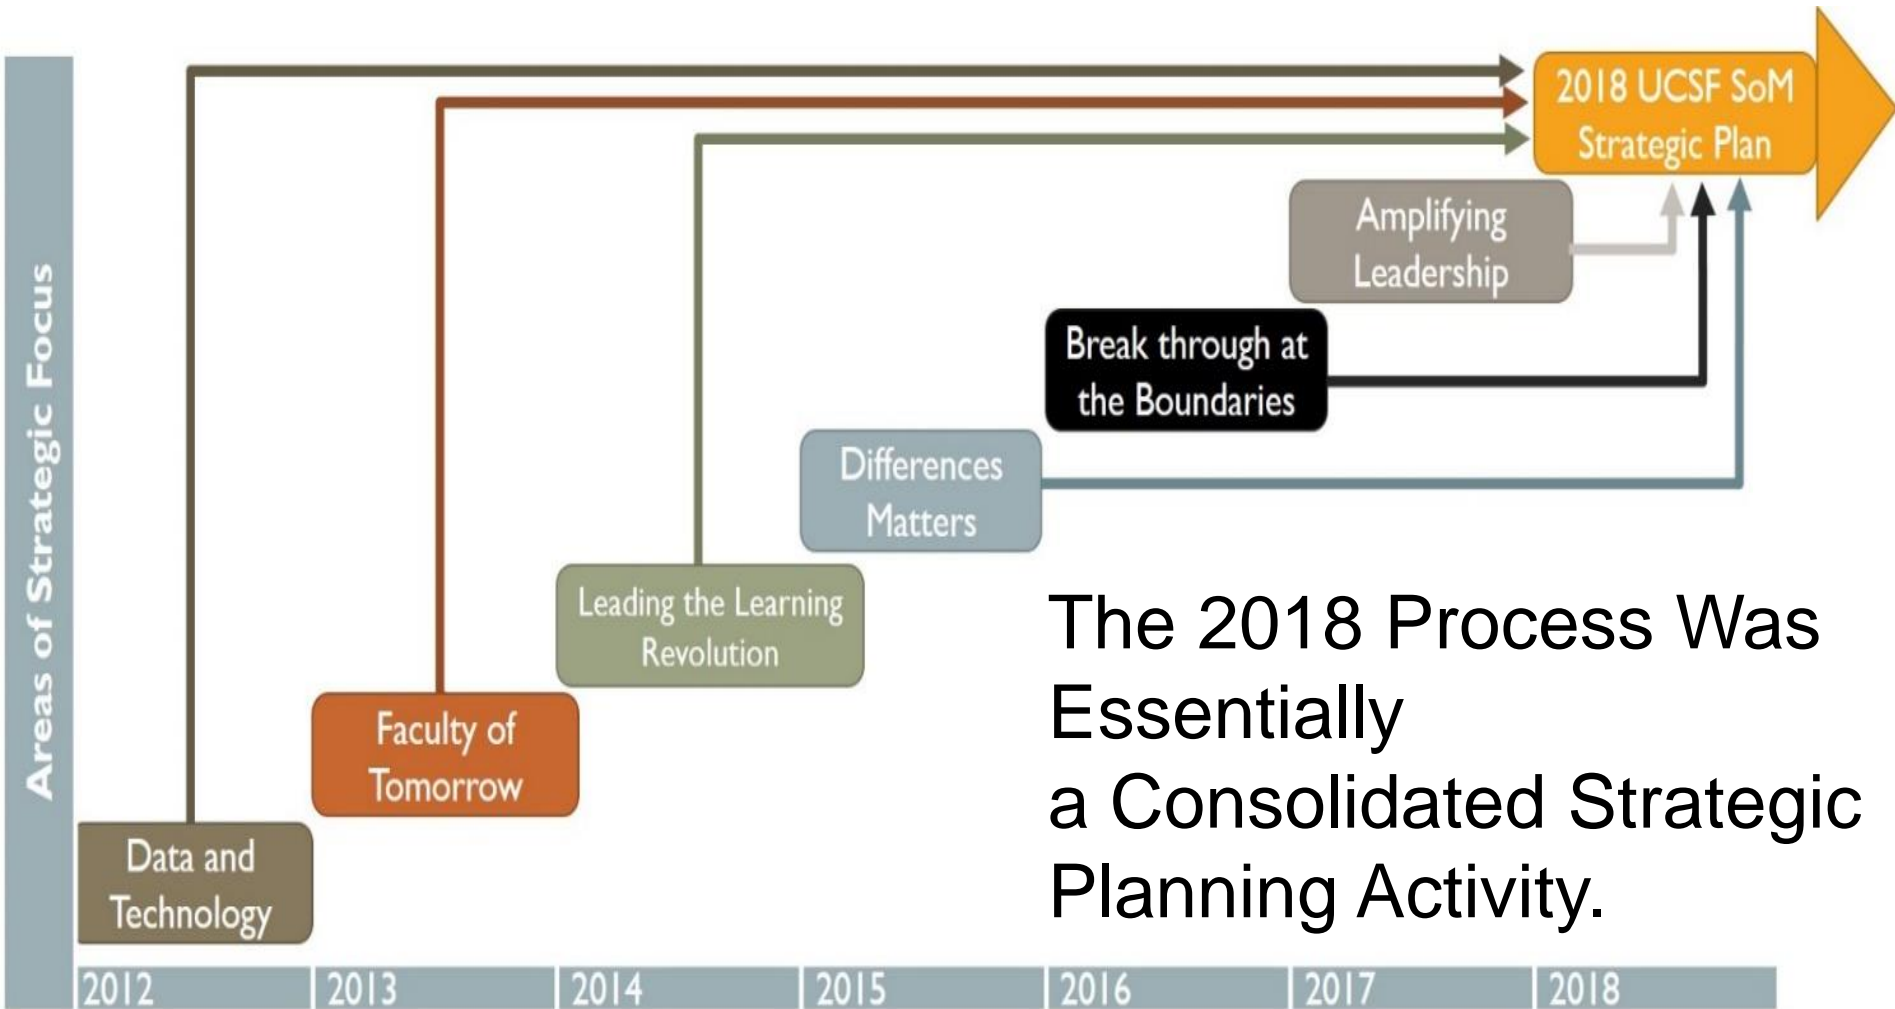 Areas of Strategic Focus
2018 UCSF SoM
Strategic Plan
Amplifying
Leadership
Break through at
the Boundaries
Differences
Matters
Leading the Learning
Revolution
Faculty of
Tomorrow
Data and
Technology
The 2018 Process Was
Essentially
a Consolidated Strategic
Planning Activity.
2012 2013 2014 2015 2016 2017 2018